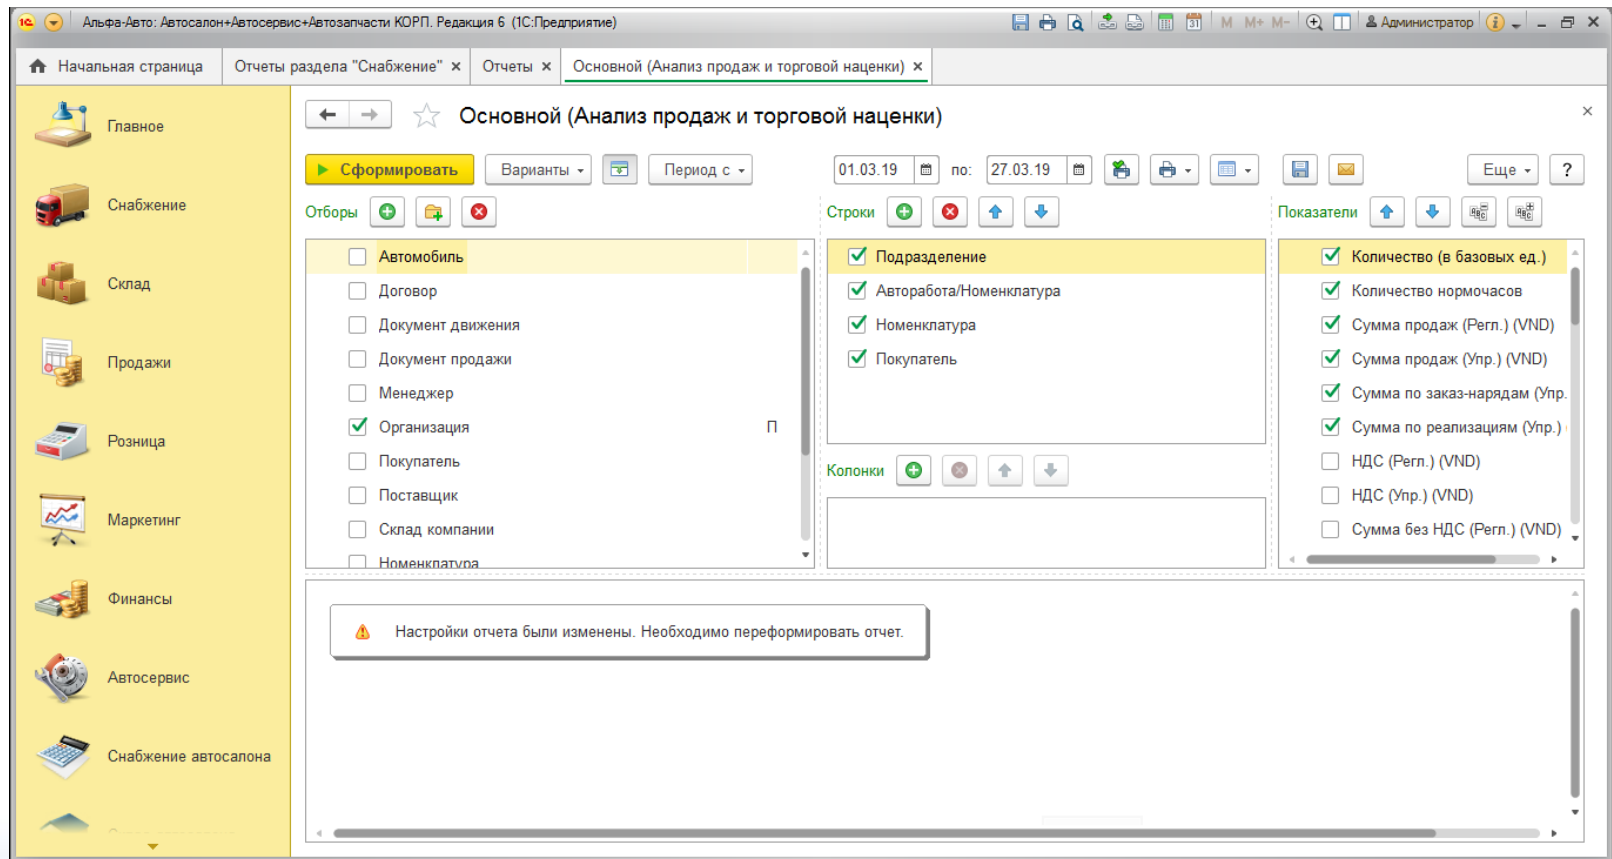 Альфа-Авто: Автосалон+Автосервис+Автозапчасти КОРП. Редакция 6 (1С:Предприятие)
M M+ M- Администратор
Начальная страница Отчеты раздела "Снабжение" Отчеты Основной (Анализ продаж и торговой наценки)
Главное
Снабжение
Склад
Продажи
Розница
Маркетинг
Финансы
Автосервис
Снабжение автосалона
Основной (Анализ продаж и торговой наценки)
Сформировать Варианты Период с 01.03.19 по: 27.03.19 Еще ?
Отборы
Автомобиль
Договор
Документ движения
Документ продажи
Менеджер
Организация П
Покупатель
Поставщик
Склад компании
Номенклатура
Строки
Подразделение
Авторабота/Номенклатура
Номенклатура
Покупатель
Колонки
Показатели
Количество (в базовых ед.)
Количество нормочасов
Сумма продаж (Регл.) (VND)
Сумма продаж (Упр.) (VND)
Сумма по заказ-нарядам (Упр.
Сумма по реализациям (Упр.)
НДС (Регл.) (VND)
НДС (Упр.) (VND)
Сумма без НДС (Регл.) (VND)
Настройки отчета были изменены. Необходимо переформировать отчет.